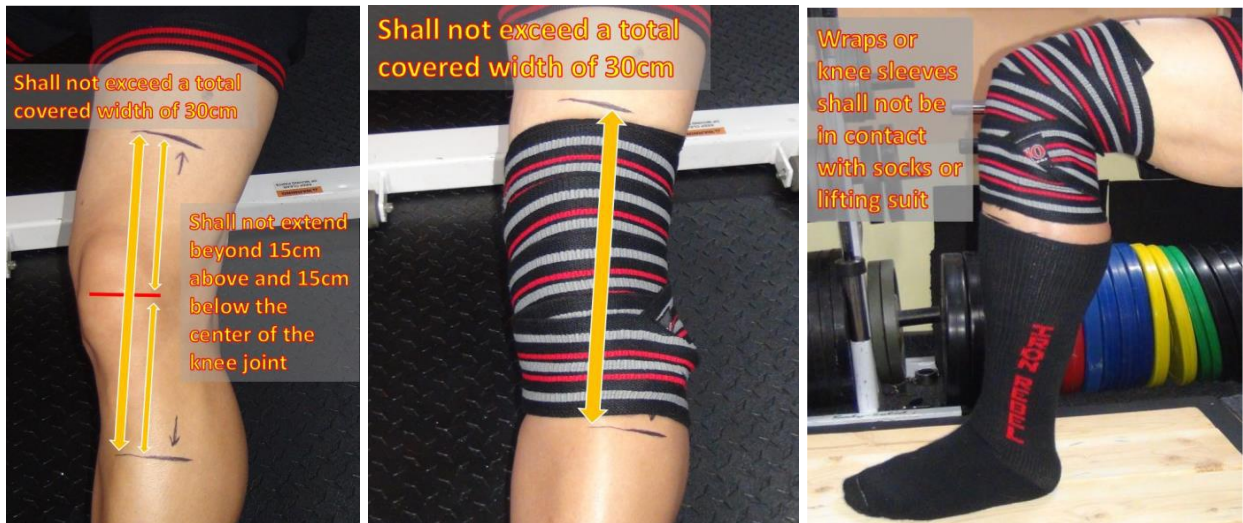 Shall not exceed a total
covered width of 30cm
Shall not extend
beyond 15cm
above and 15cm
below the
center of the
knee joint
Shall not exceed a total
covered width of 30cm
Wraps or
knee sleeves
shall not be
in contact
with socks or
lifting suit
IRON REBEL